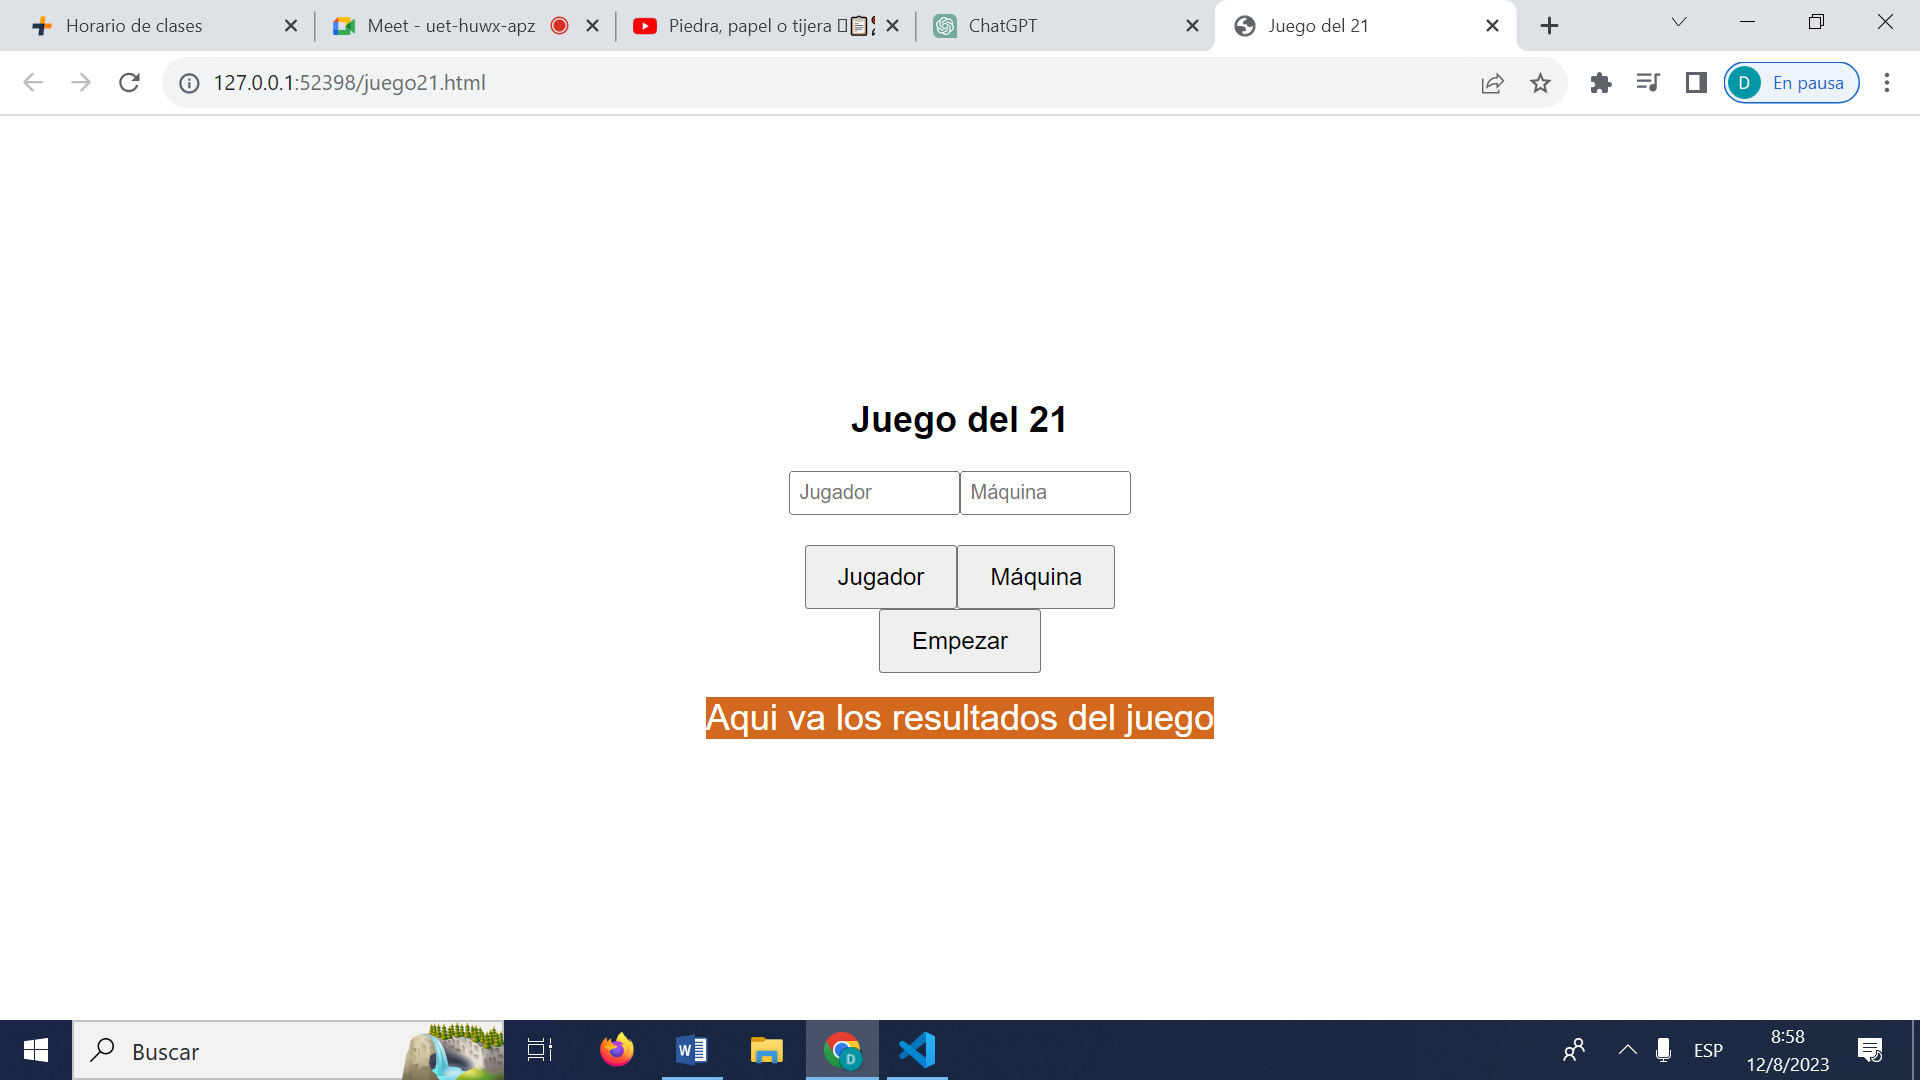 Horario de clases
Meet - uet-huwx-apz
Piedra, papel o tijera
ChatGPT
Juego del 21
127.0.0.1:52398/juego21.html
D
En pausa
Juego del 21
Jugador
Máquina
Jugador
Máquina
Empezar
Aqui va los resultados del juego
Buscar
W
D
ESP
8:58
12/8/2023